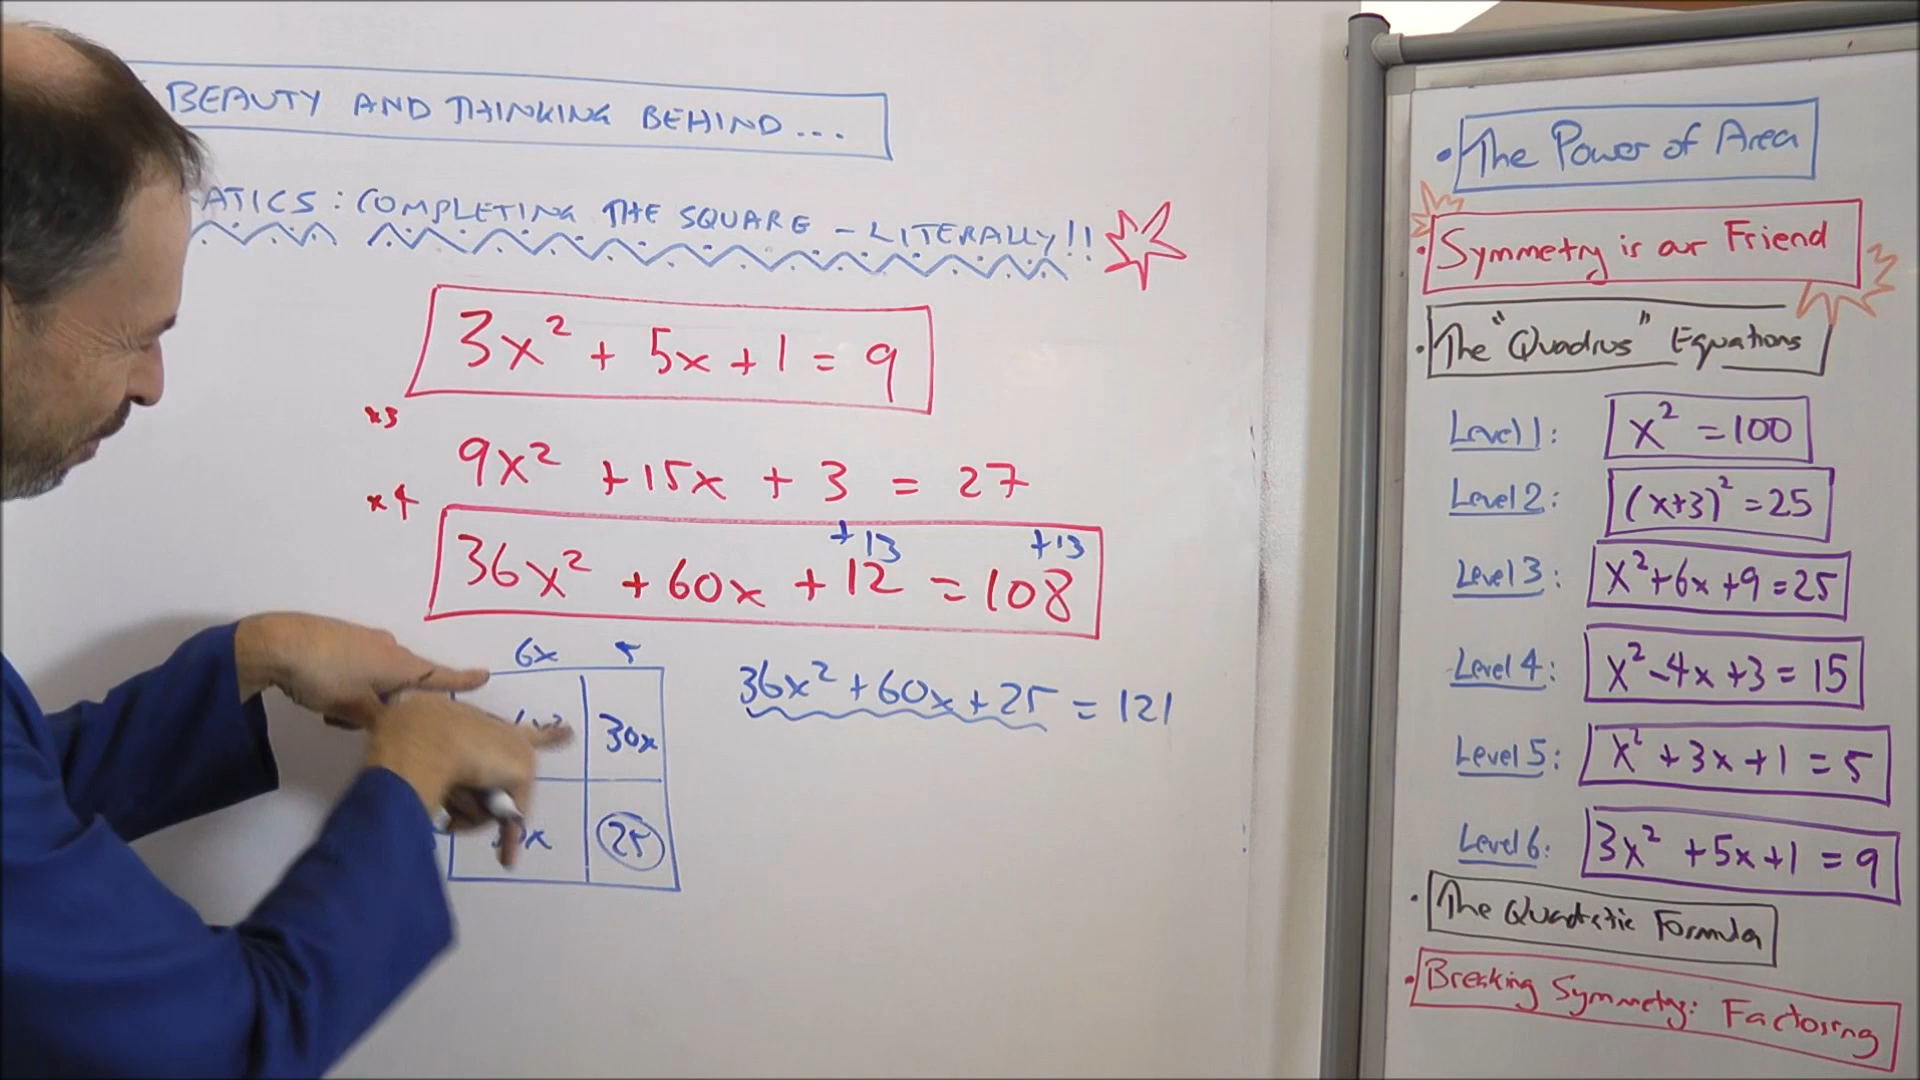 BEAUTY AND THINKING BEHIND...
ATICS: COMPLETING THE SQUARE - LITERALLY!!
3x² + 5x + 1 = 9
x3
9x² + 15x + 3 = 27
x4
+13 +13
36x² + 60x + 12 = 108
6x 5
30x
25
36x² + 60x + 25 = 121
• The Power of Area
• Symmetry is our Friend
• The "Quadrus" Equations
Level 1: x² = 100
Level 2: (x+3)² = 25
Level 3: x² + 6x + 9 = 25
Level 4: x² - 4x + 3 = 15
Level 5: x² + 3x + 1 = 5
Level 6: 3x² + 5x + 1 = 9
• The Quadratic Formula
• Breaking Symmetry: Factoring